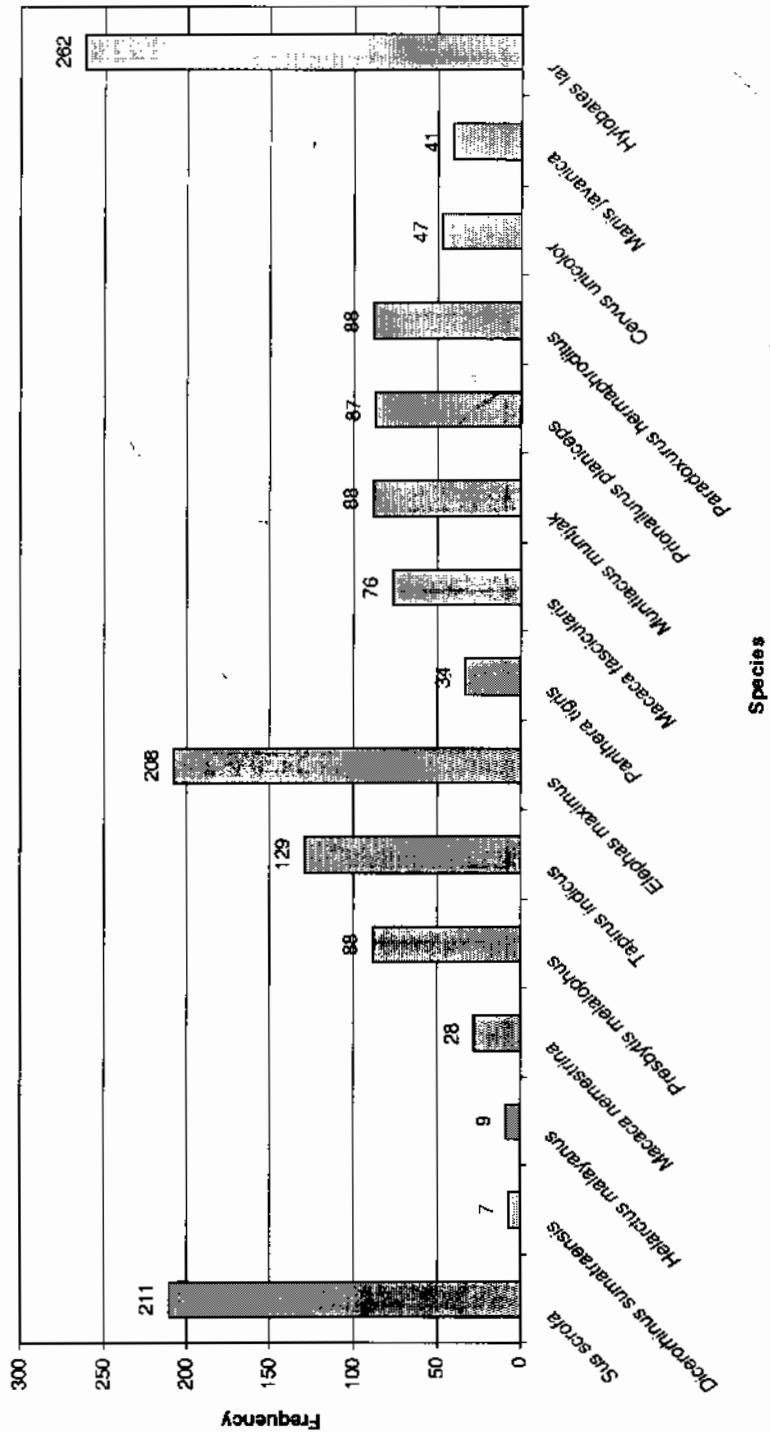 Frequency
300
250
200
150
100
50
0
211
7
9
28
88
129
208
34
76
88
87
88
47
41
262
Sus scrofa
Dicerorhinus sumatraensis
Helarctus malayanus
Macaca nemestrina
Presbytis melalophus
Tapirus indicus
Elephas maximus
Panthera tigris
Macaca fascicularis
Muntiacus muntjak
Prionailurus planiceps
Paradoxurus hermaphroditus
Cervus unicolor
Manis javanica
Hylobates lar
Species